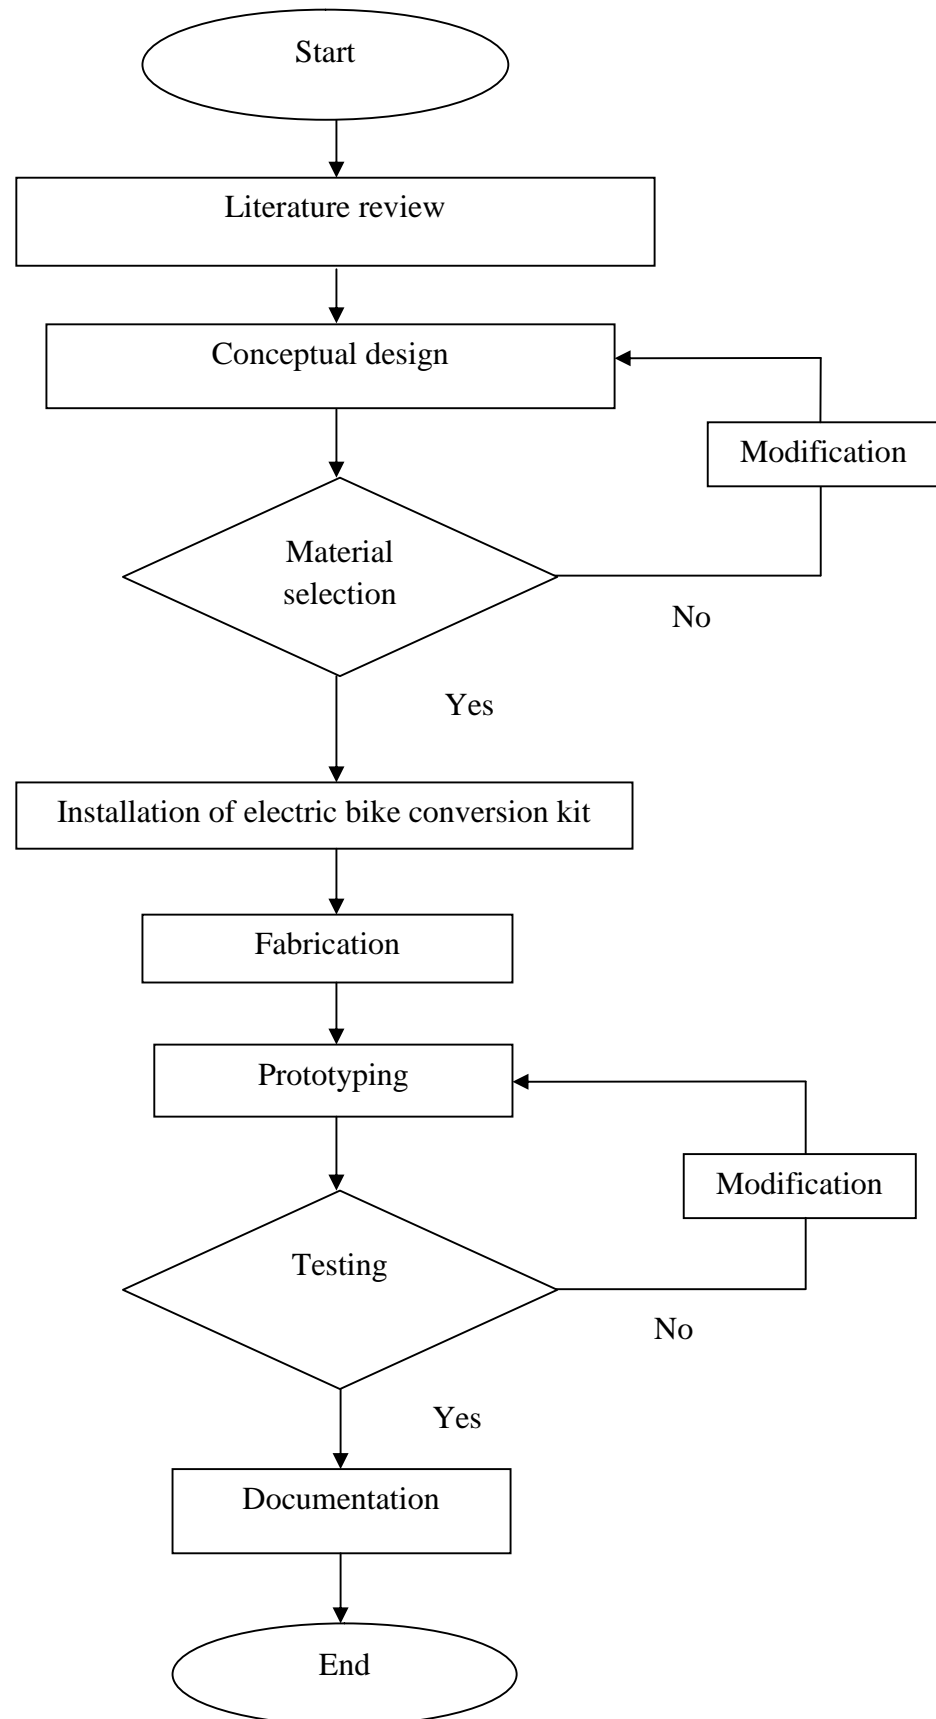 Start
Literature review
Conceptual design
Modification
Material
selection
No
Yes
Installation of electric bike conversion kit
Fabrication
Prototyping
Modification
Testing
No
Yes
Documentation
End